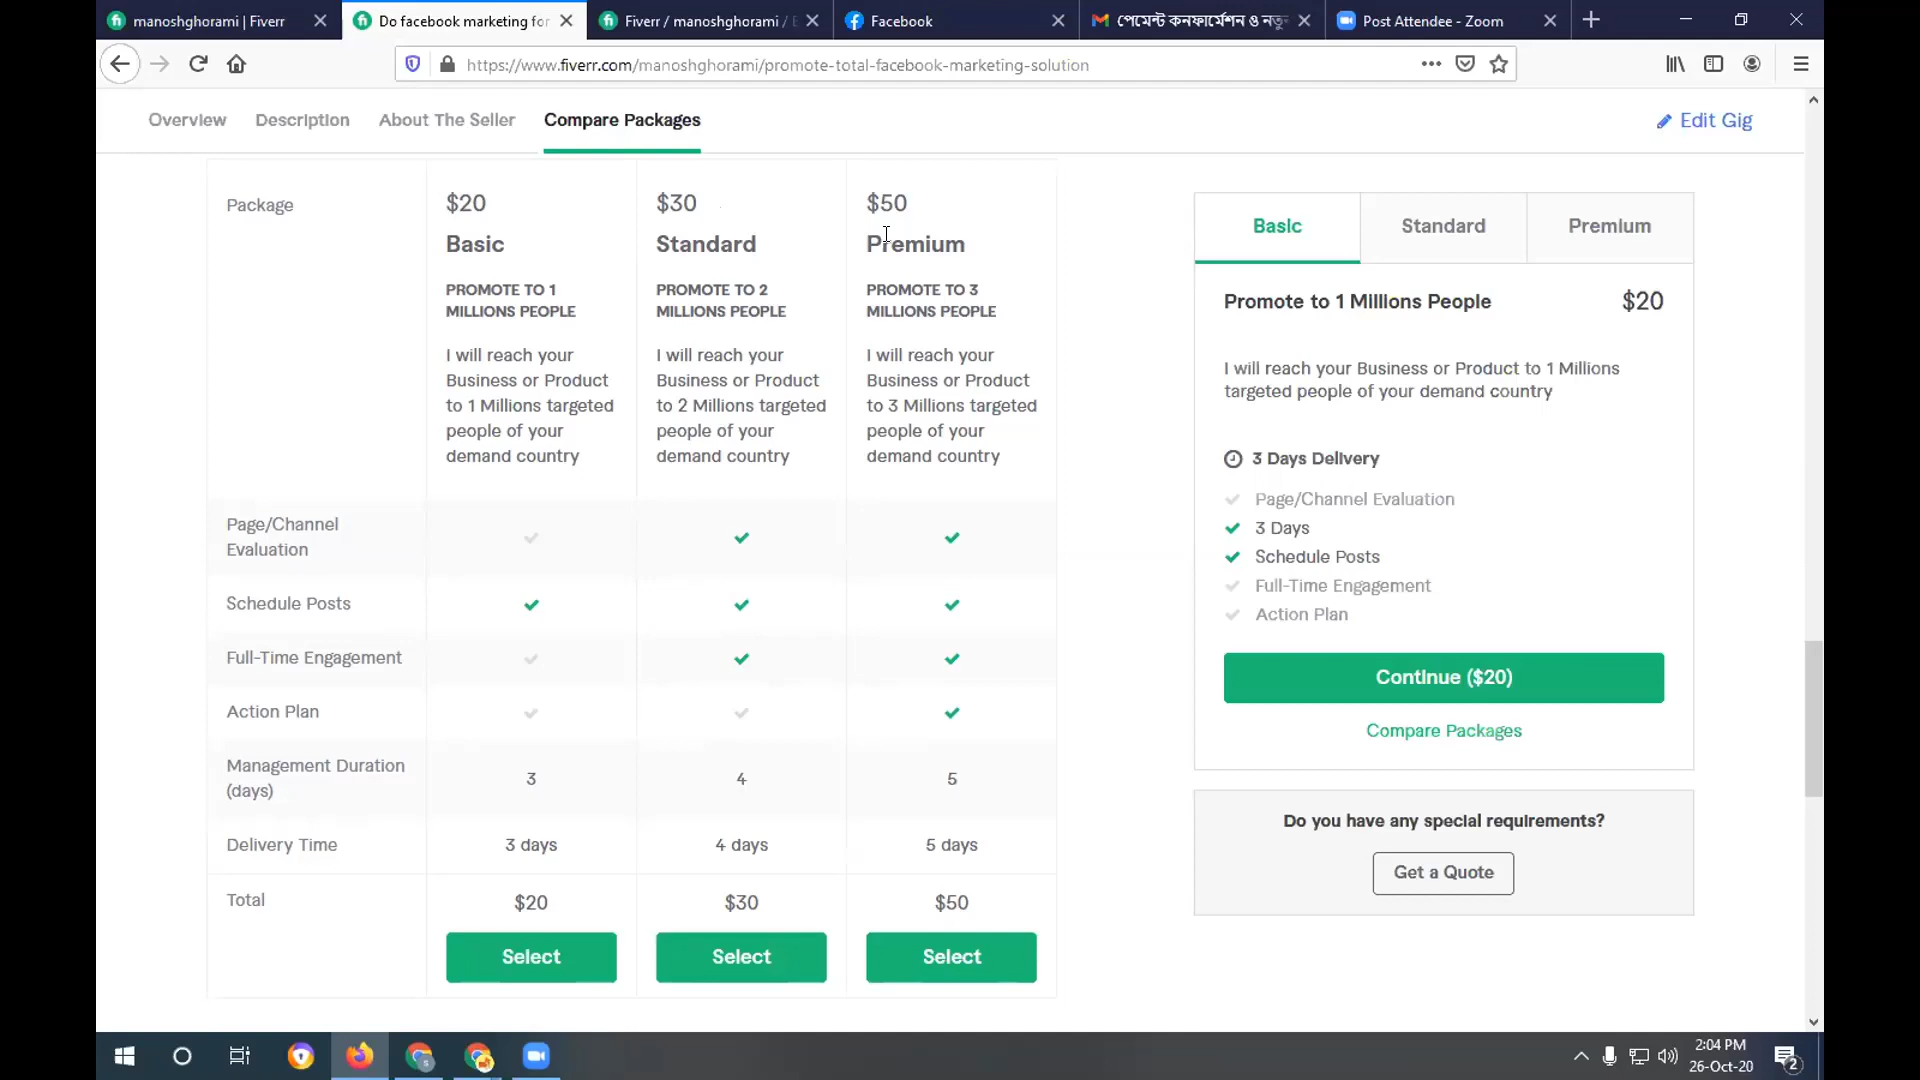 manoshghorami | Fiverr
Do facebook marketing for
Fiverr / manoshghorami / E
Facebook
পেমেন্ট কনফার্মেশন ও নতু
Post Attendee - Zoom
https://www.fiverr.com/manoshghorami/promote-total-facebook-marketing-solution
Overview
Description
About The Seller
Compare Packages
Edit Gig
Package
$20
Basic
PROMOTE TO 1
MILLIONS PEOPLE
I will reach your
Business or Product
to 1 Millions targeted
people of your
demand country
$30
Standard
PROMOTE TO 2
MILLIONS PEOPLE
I will reach your
Business or Product
to 2 Millions targeted
people of your
demand country
$50
Premium
PROMOTE TO 3
MILLIONS PEOPLE
I will reach your
Business or Product
to 3 Millions targeted
people of your
demand country
Page/Channel
Evaluation
Schedule Posts
Full-Time Engagement
Action Plan
Management Duration
(days)
3
4
5
Delivery Time
3 days
4 days
5 days
Total
$20
$30
$50
Select
Select
Select
Basic
Standard
Premium
Promote to 1 Millions People
$20
I will reach your Business or Product to 1 Millions
targeted people of your demand country
3 Days Delivery
Page/Channel Evaluation
3 Days
Schedule Posts
Full-Time Engagement
Action Plan
Continue ($20)
Compare Packages
Do you have any special requirements?
Get a Quote
2:04 PM
26-Oct-20
2